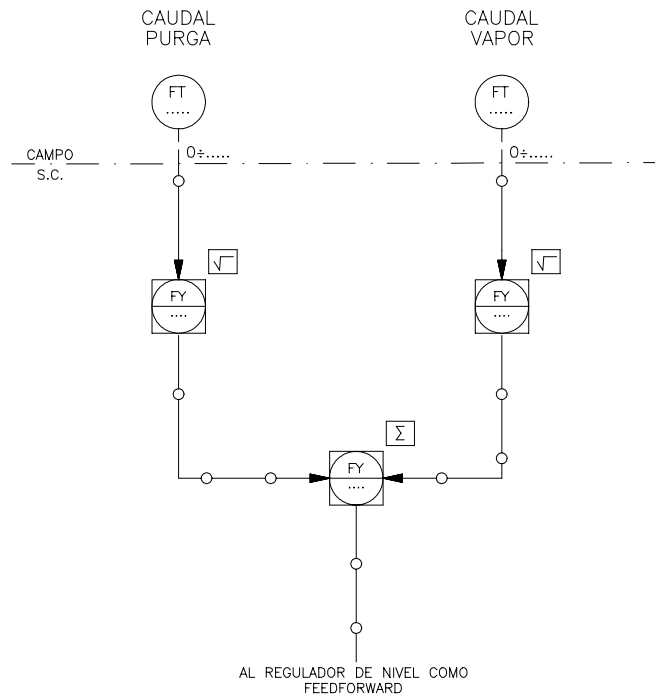 CAUDAL PURGA
CAUDAL VAPOR
FT
.....
FT
.....
0÷.....
0÷.....
CAMPO
S.C.
√
√
FY
....
FY
....
Σ
FY
....
AL REGULADOR DE NIVEL COMO
FEEDFORWARD